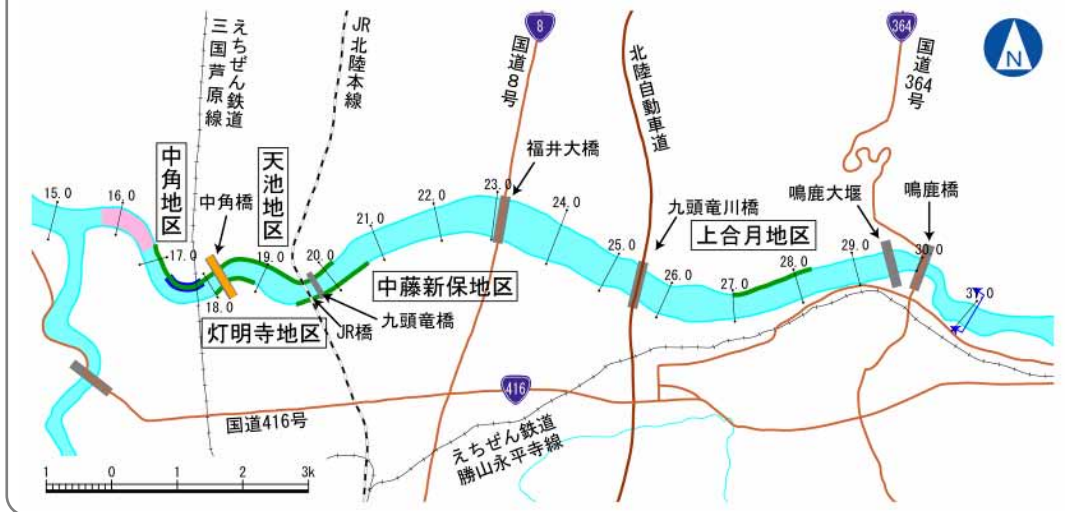 えちぜん鉄道
三国芦原線
JR北陸本線
8
国道8号
北陸自動車道
364
国道364号
N
中角地区
天池地区
中角橋
福井大橋
鳴鹿大堰
鳴鹿橋
九頭竜川橋
上合月地区
15.0
16.0
17.0
18.0
19.0
20.0
21.0
22.0
23.0
24.0
25.0
26.0
27.0
28.0
29.0
30.0
31.0
中藤新保地区
九頭竜橋
JR橋
灯明寺地区
416
国道416号
えちぜん鉄道
勝山永平寺線
1 0 1 2 3k